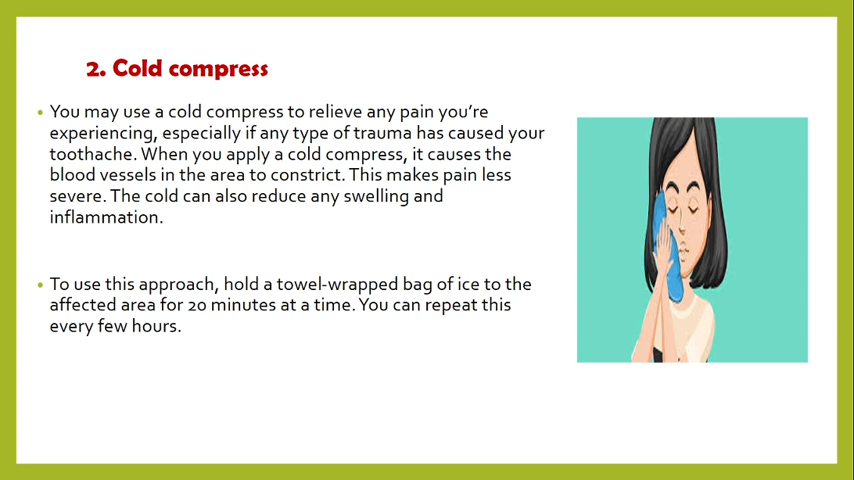 2. Cold compress
• You may use a cold compress to relieve any pain you’re
experiencing, especially if any type of trauma has caused your
toothache. When you apply a cold compress, it causes the
blood vessels in the area to constrict. This makes pain less
severe. The cold can also reduce any swelling and
inflammation.
• To use this approach, hold a towel-wrapped bag of ice to the
affected area for 20 minutes at a time. You can repeat this
every few hours.